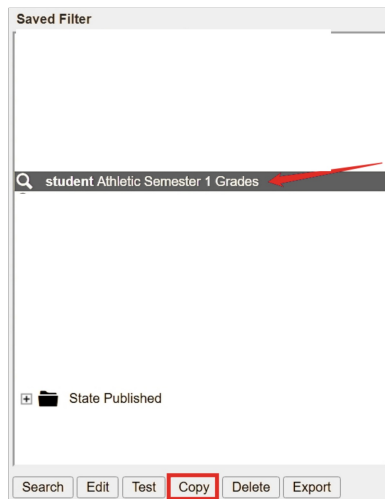 Saved Filter
student Athletic Semester 1 Grades
State Published
Search Edit Test Copy Delete Export